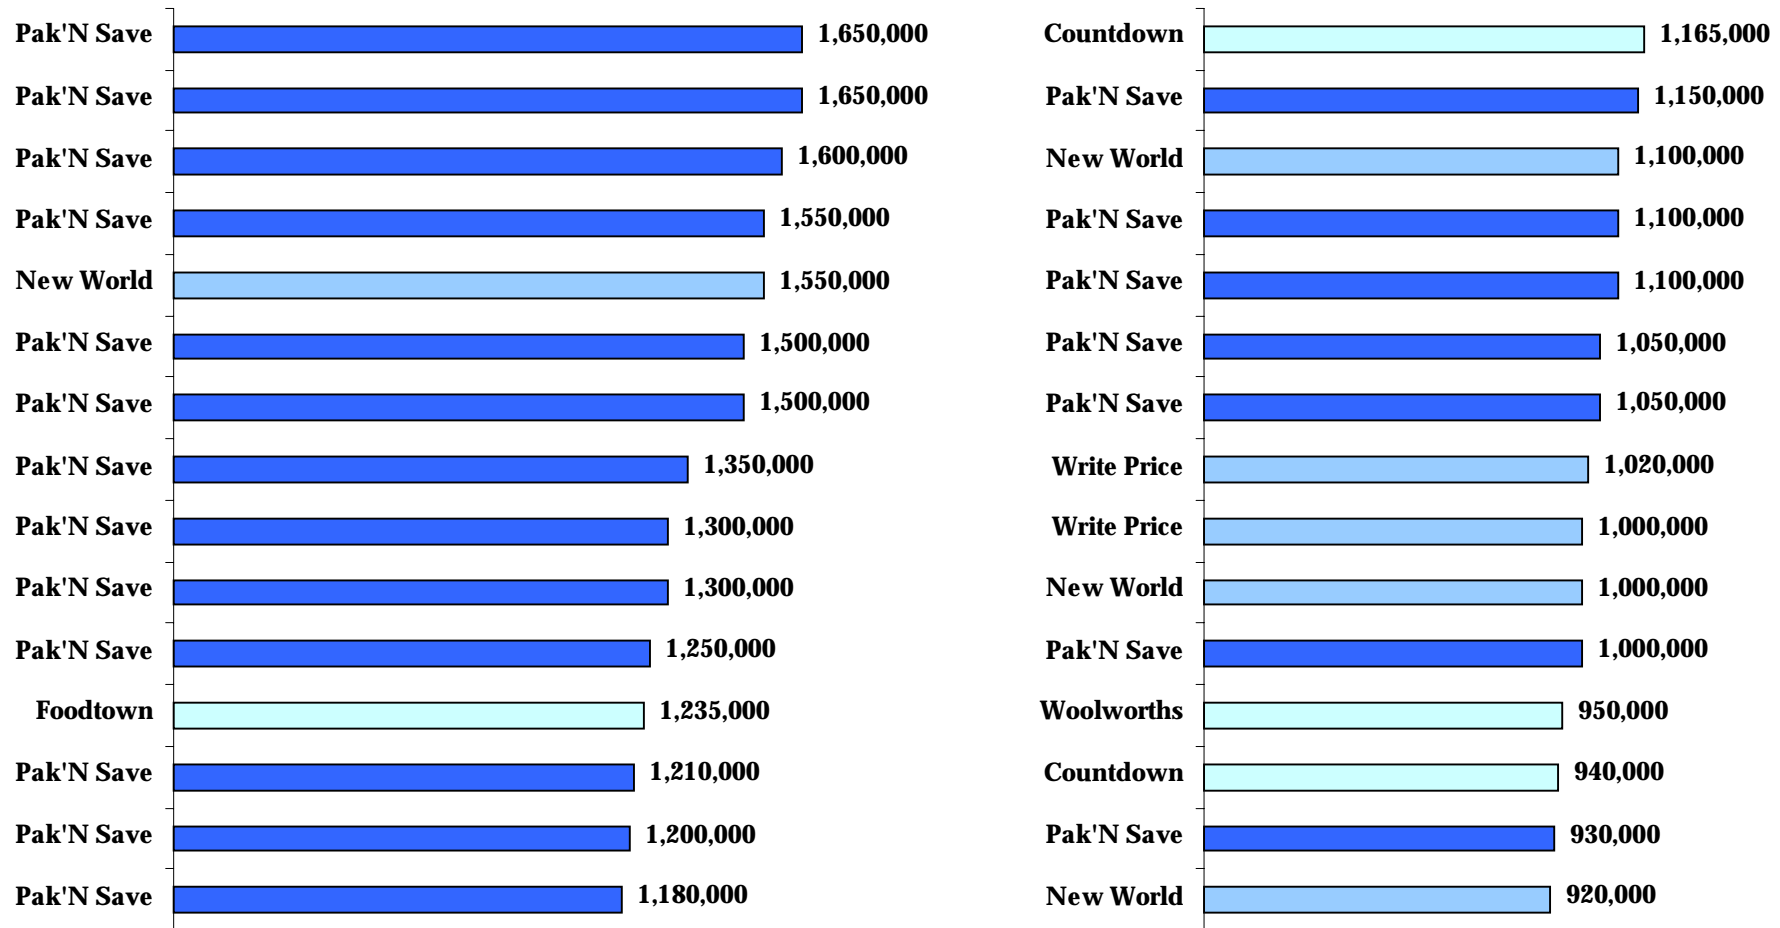 Pak'N Save 1,650,000
Pak'N Save 1,650,000
Pak'N Save 1,600,000
Pak'N Save 1,550,000
New World 1,550,000
Pak'N Save 1,500,000
Pak'N Save 1,500,000
Pak'N Save 1,350,000
Pak'N Save 1,300,000
Pak'N Save 1,300,000
Pak'N Save 1,250,000
Foodtown 1,235,000
Pak'N Save 1,210,000
Pak'N Save 1,200,000
Pak'N Save 1,180,000
Countdown 1,165,000
Pak'N Save 1,150,000
New World 1,100,000
Pak'N Save 1,100,000
Pak'N Save 1,100,000
Pak'N Save 1,050,000
Pak'N Save 1,050,000
Write Price 1,020,000
Write Price 1,000,000
New World 1,000,000
Pak'N Save 1,000,000
Woolworths 950,000
Countdown 940,000
Pak'N Save 930,000
New World 920,000